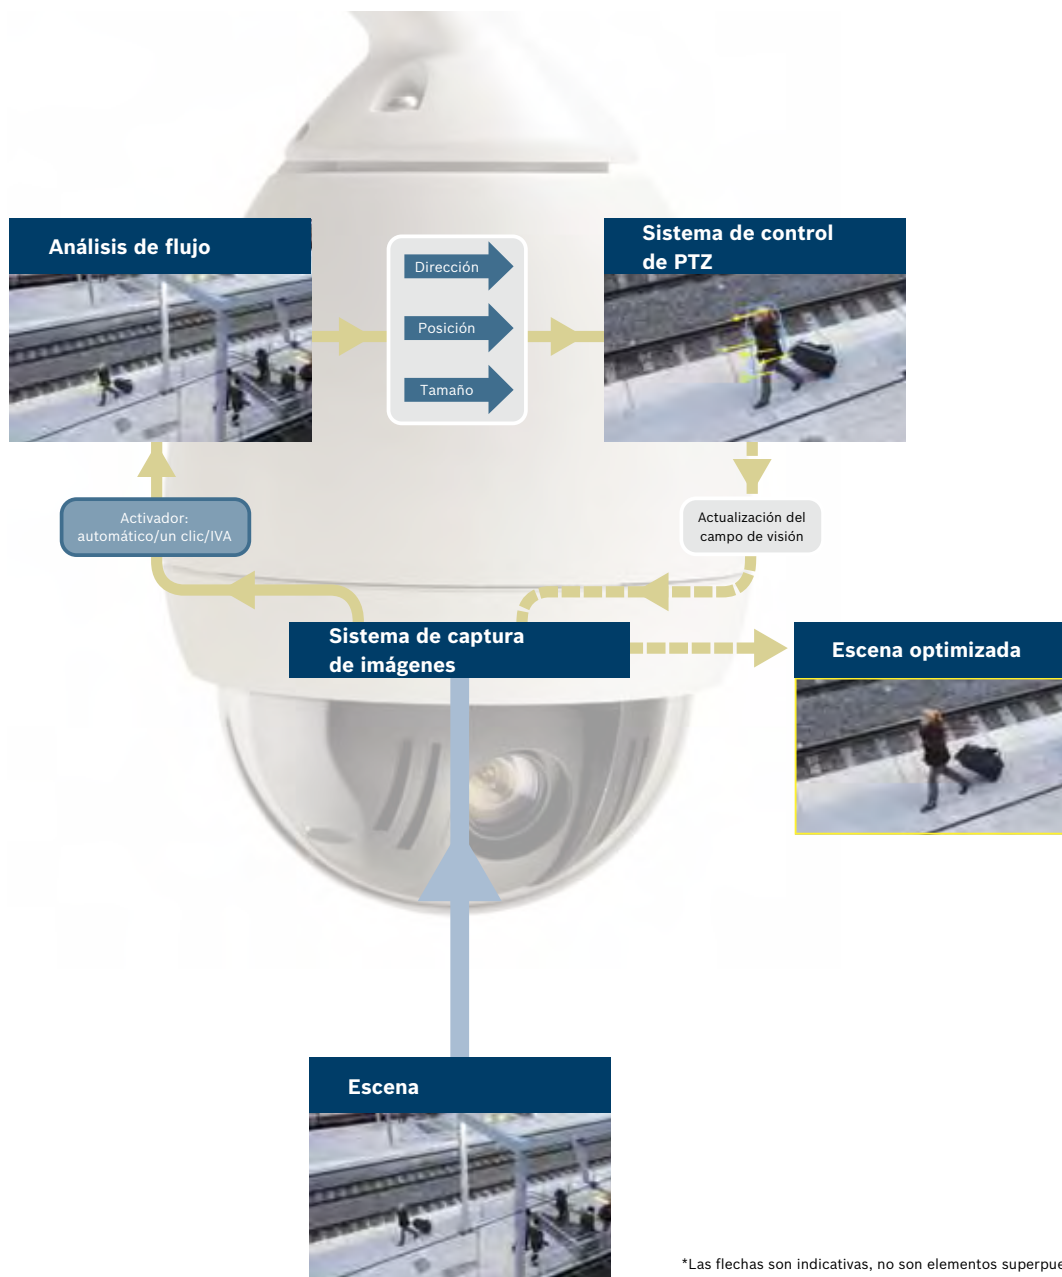 Análisis de flujo
Dirección
Posición
Tamaño
Sistema de control
de PTZ
Activador:
automático/un clic/IVA
Actualización del
campo de visión
Sistema de captura
de imágenes
Escena optimizada
Escena
*Las flechas son indicativas, no son elementos